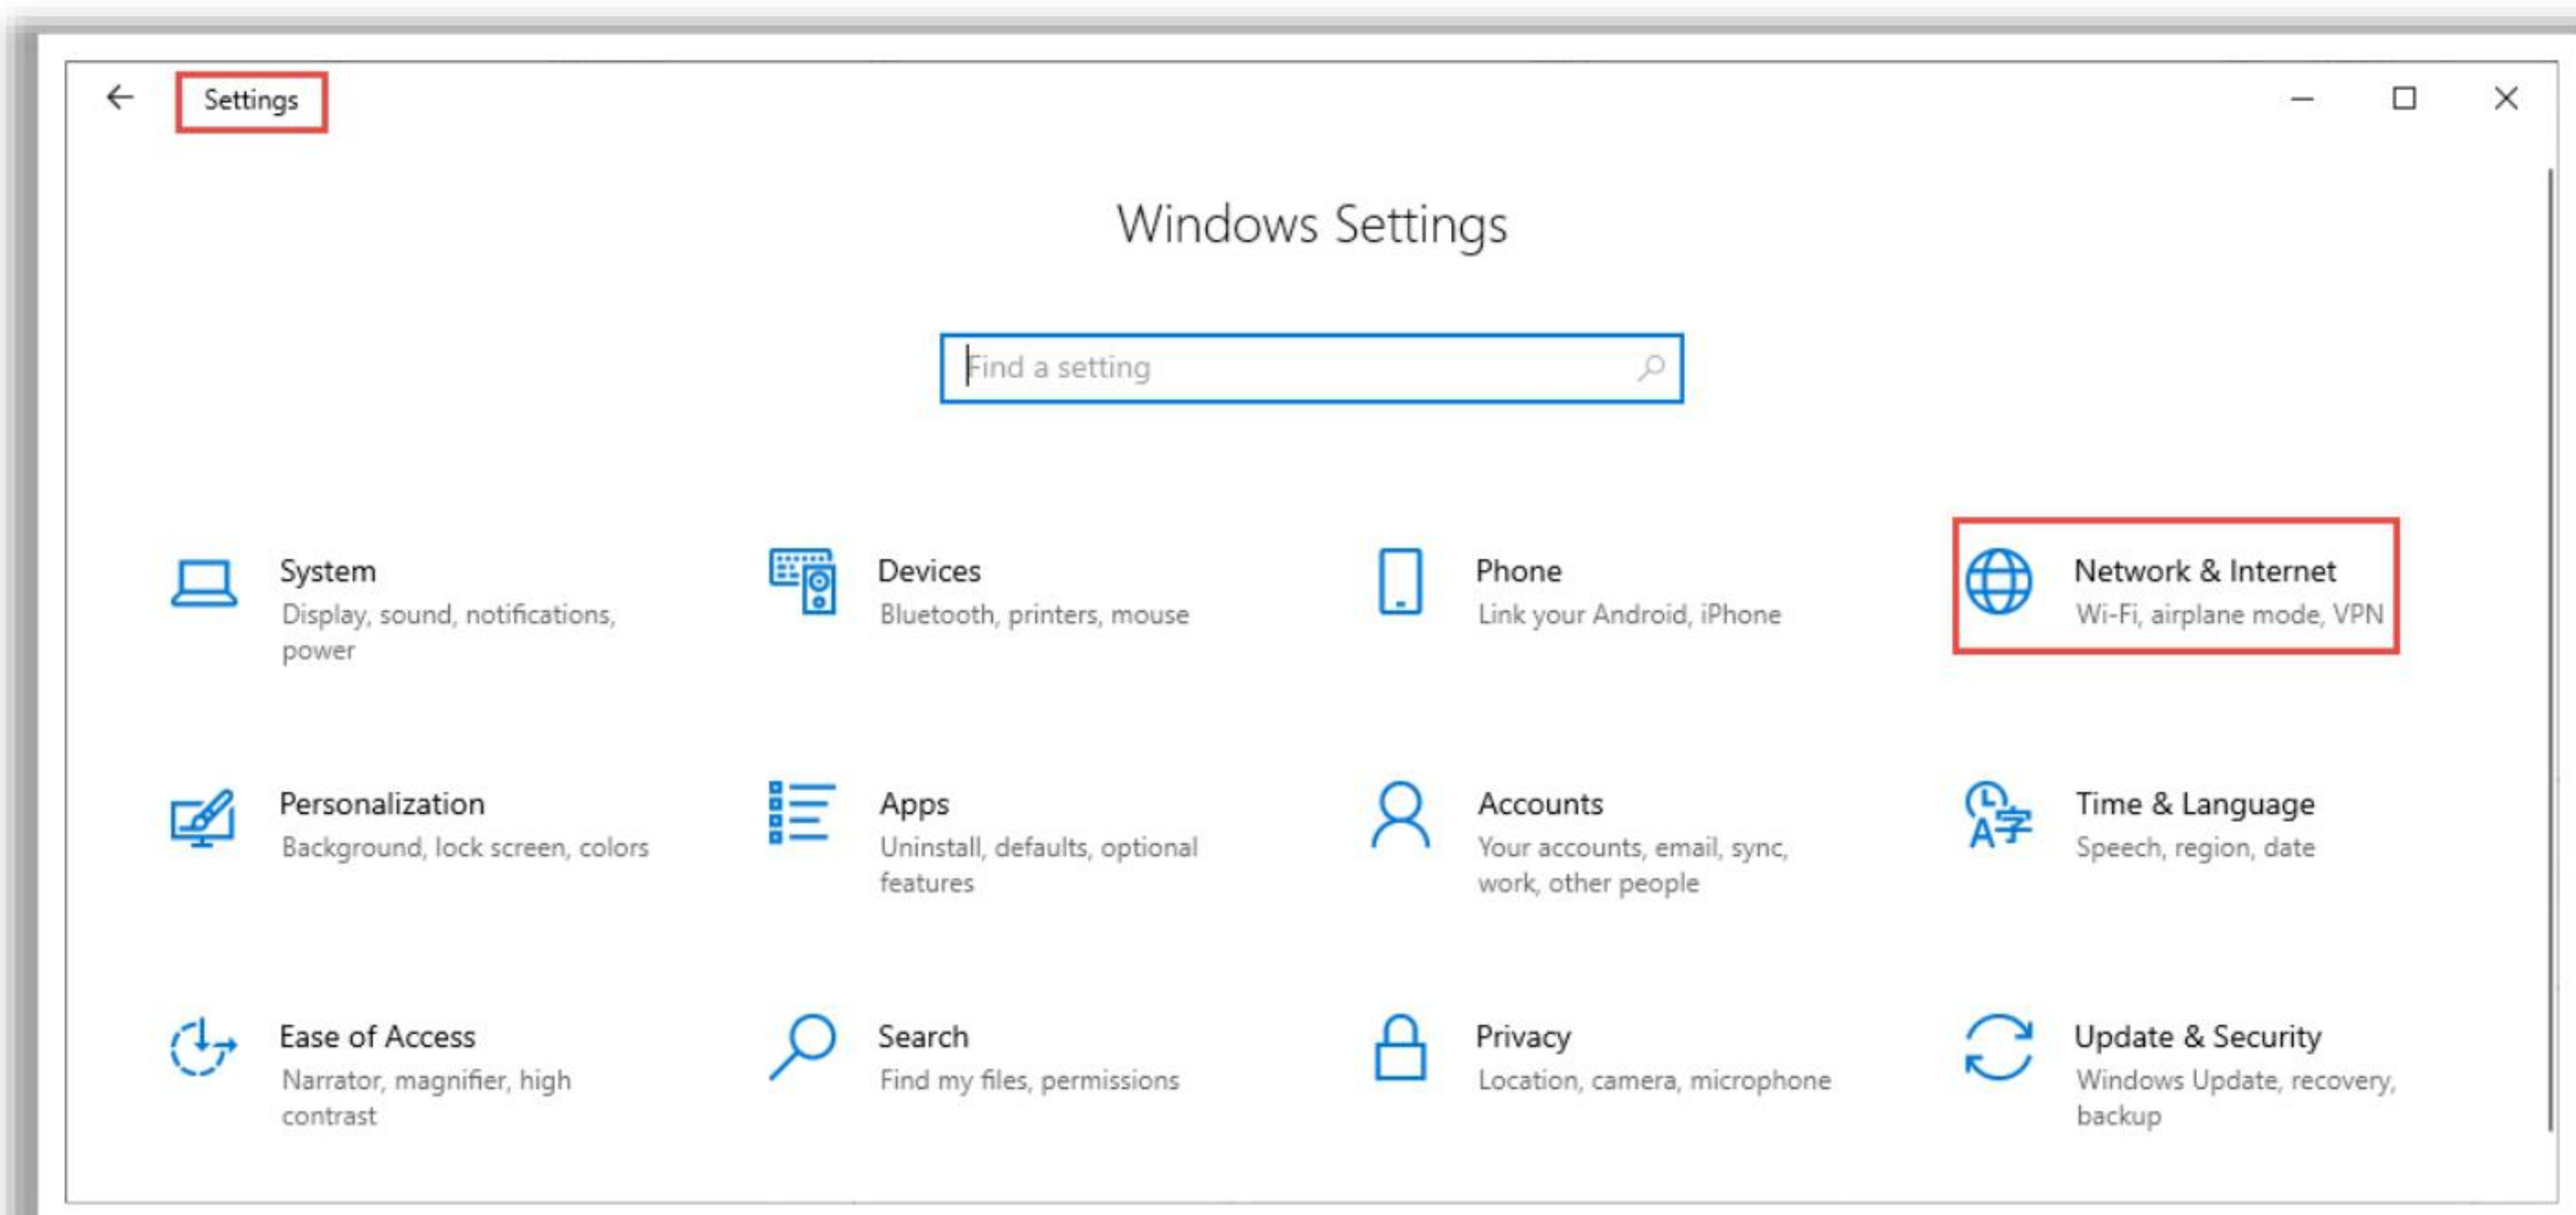 Settings
Windows Settings
Find a setting
System
Display, sound, notifications,
power
Devices
Bluetooth, printers, mouse
Phone
Link your Android, iPhone
Network & Internet
Wi-Fi, airplane mode, VPN
Personalization
Background, lock screen, colors
Apps
Uninstall, defaults, optional
features
Accounts
Your accounts, email, sync,
work, other people
Time & Language
Speech, region, date
Ease of Access
Narrator, magnifier, high
contrast
Search
Find my files, permissions
Privacy
Location, camera, microphone
Update & Security
Windows Update, recovery,
backup